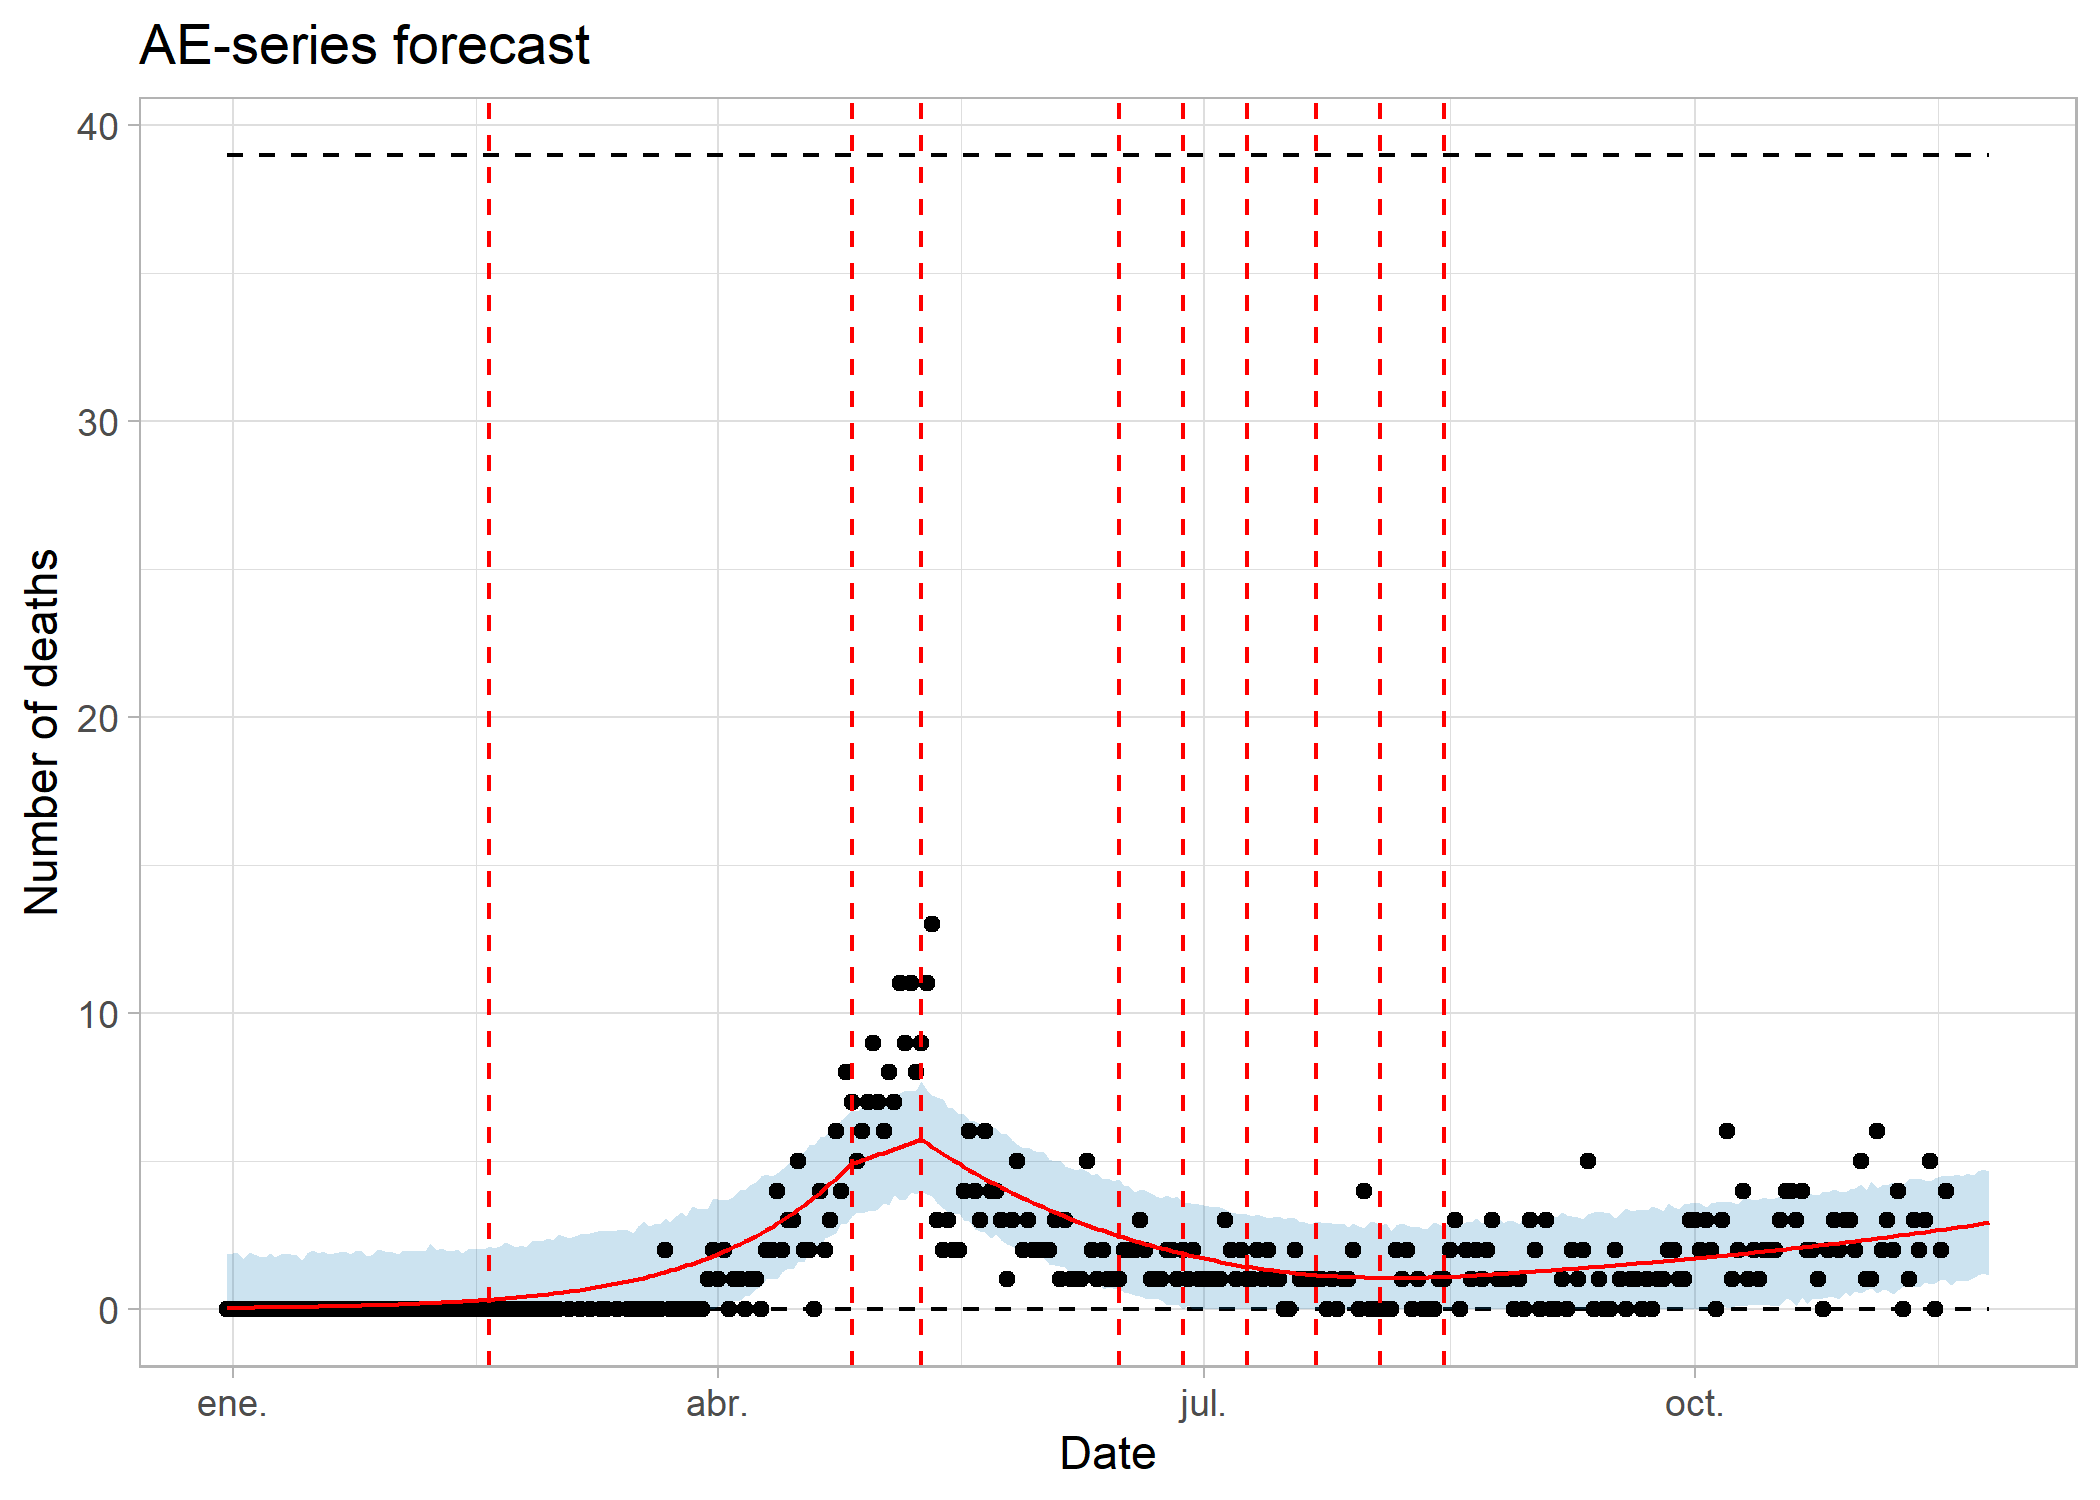 AE-series forecast
40
30
20
10
0
Number of deaths
ene.
abr.
jul.
oct.
Date